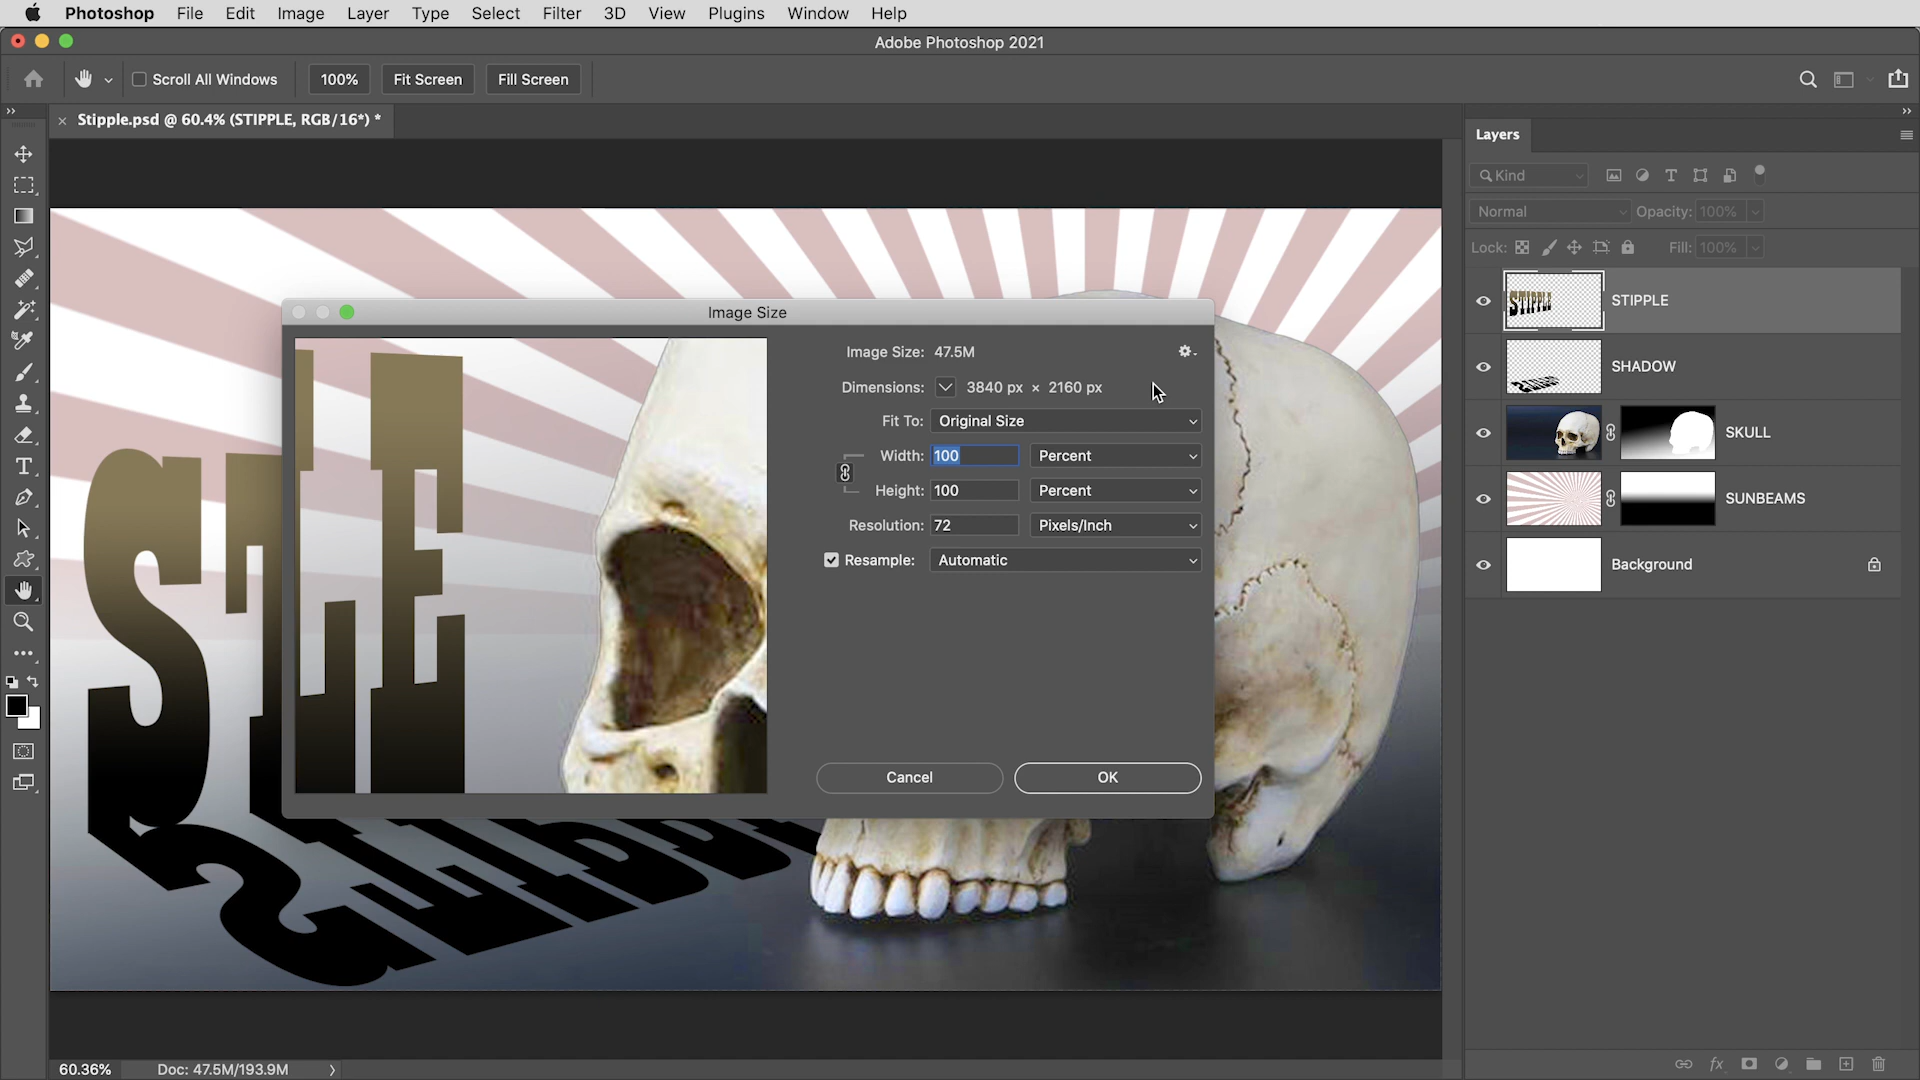 Photoshop File Edit Image Layer Type Select Filter 3D View Plugins Window Help
Adobe Photoshop 2021
Scroll All Windows 100% Fit Screen Fill Screen
× Stipple.psd @ 60.4% (STIPPLE, RGB/16*) *
Layers
Kind
Normal Opacity: 100%
Lock: Fill: 100%
STIPPLE
SHADOW
SKULL
SUNBEAMS
Background
Image Size
Image Size: 47.5M
Dimensions: 3840 px × 2160 px
Fit To: Original Size
Width: 100 Percent
Height: 100 Percent
Resolution: 72 Pixels/Inch
Resample: Automatic
Cancel OK
60.36% Doc: 47.5M/193.9M
fx